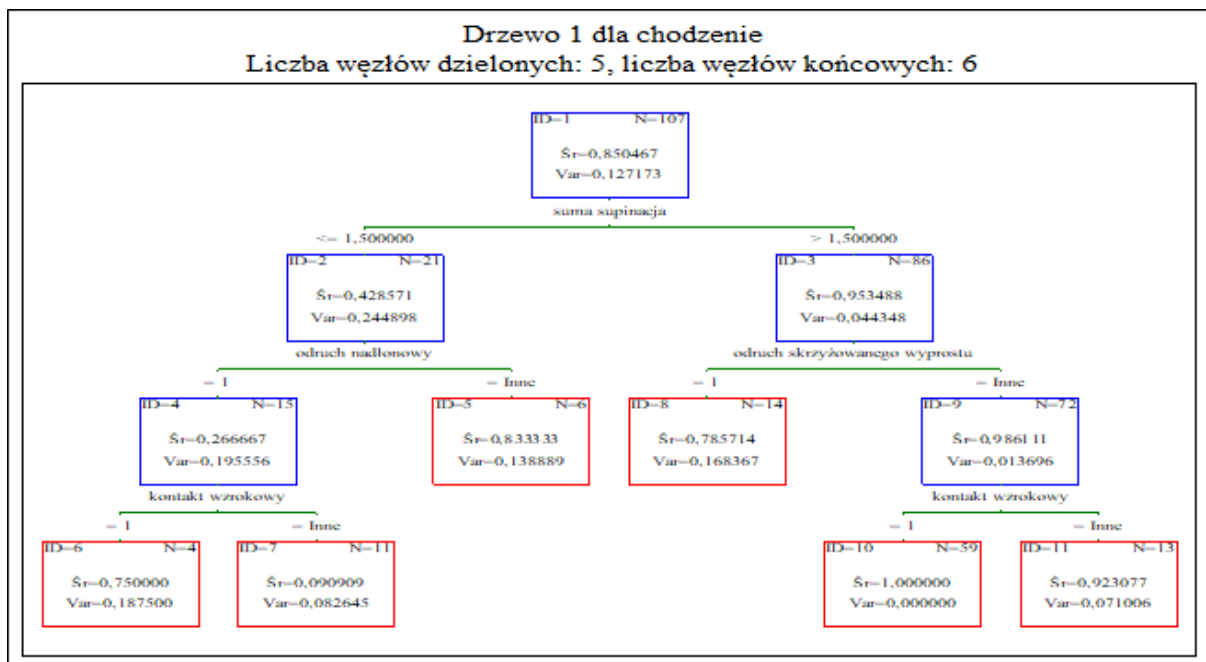 Drzewo 1 dla chodzenie
Liczba węzłów dzielonych: 5, liczba węzłów końcowych: 6
ID=1 N=107
Śr=0,850467
Var=0,127173
suma supinacja
<= 1,500000 > 1,500000
ID=2 N=21 ID=3 N=86
Śr=0,428571 Śr=0,953488
Var=0,244898 Var=0,044348
odruch nadłonowy odruch skrzyżowanego wyprostu
= 1 = Inne = 1 = Inne
ID=4 N=15 ID=5 N=6 ID=8 N=14 ID=9 N=72
Śr=0,266667 Śr=0,833333 Śr=0,785714 Śr=0,986111
Var=0,195556 Var=0,138889 Var=0,168367 Var=0,013696
kontakt wzrokowy kontakt wzrokowy
= 1 = Inne = 1 = Inne
ID=6 N=4 ID=7 N=11 ID=10 N=59 ID=11 N=13
Śr=0,750000 Śr=0,090909 Śr=1,000000 Śr=0,923077
Var=0,187500 Var=0,082645 Var=0,000000 Var=0,071006